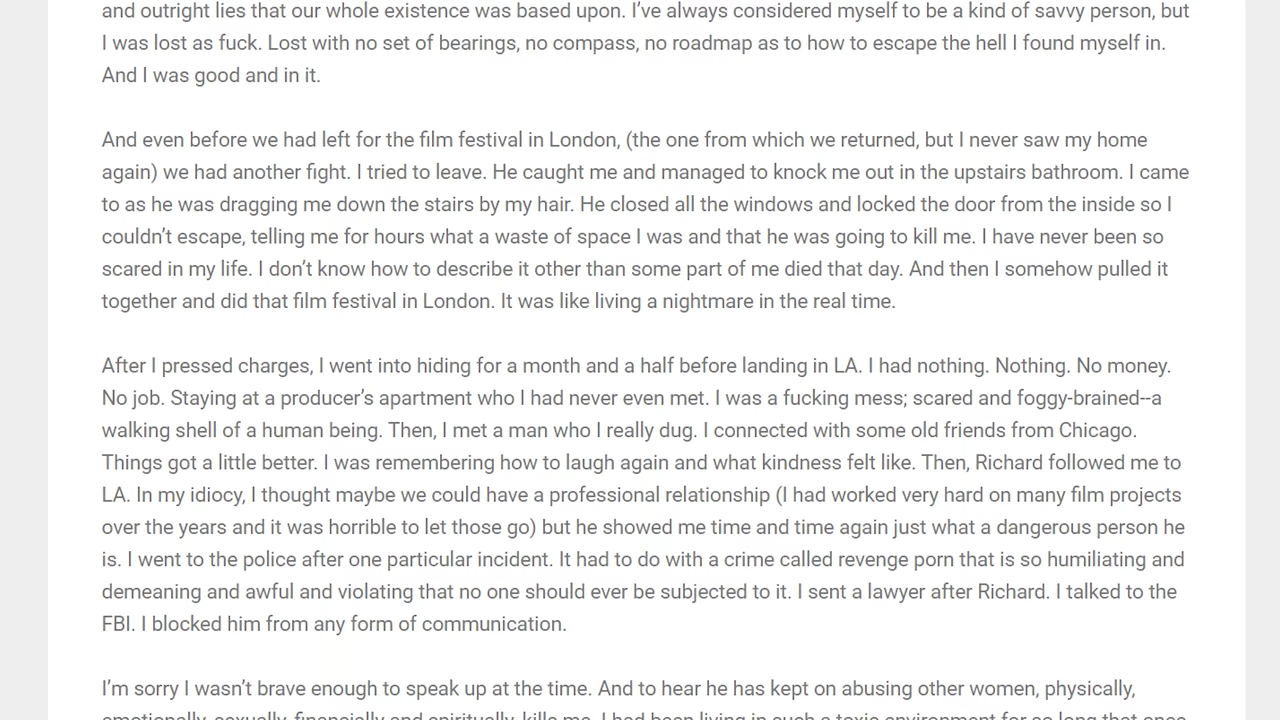 and outright lies that our whole existence was based upon. I’ve always considered myself to be a kind of savvy person, but
I was lost as fuck. Lost with no set of bearings, no compass, no roadmap as to how to escape the hell I found myself in.
And I was good and in it.
And even before we had left for the film festival in London, (the one from which we returned, but I never saw my home
again) we had another fight. I tried to leave. He caught me and managed to knock me out in the upstairs bathroom. I came
to as he was dragging me down the stairs by my hair. He closed all the windows and locked the door from the inside so I
couldn’t escape, telling me for hours what a waste of space I was and that he was going to kill me. I have never been so
scared in my life. I don’t know how to describe it other than some part of me died that day. And then I somehow pulled it
together and did that film festival in London. It was like living a nightmare in the real time.
After I pressed charges, I went into hiding for a month and a half before landing in LA. I had nothing. Nothing. No money.
No job. Staying at a producer’s apartment who I had never even met. I was a fucking mess; scared and foggy-brained--a
walking shell of a human being. Then, I met a man who I really dug. I connected with some old friends from Chicago.
Things got a little better. I was remembering how to laugh again and what kindness felt like. Then, Richard followed me to
LA. In my idiocy, I thought maybe we could have a professional relationship (I had worked very hard on many film projects
over the years and it was horrible to let those go) but he showed me time and time again just what a dangerous person he
is. I went to the police after one particular incident. It had to do with a crime called revenge porn that is so humiliating and
demeaning and awful and violating that no one should ever be subjected to it. I sent a lawyer after Richard. I talked to the
FBI. I blocked him from any form of communication.
I’m sorry I wasn’t brave enough to speak up at the time. And to hear he has kept on abusing other women, physically,
emotionally, sexually, financially and spiritually, kills me. I had been living in such a toxic environment for so long that once